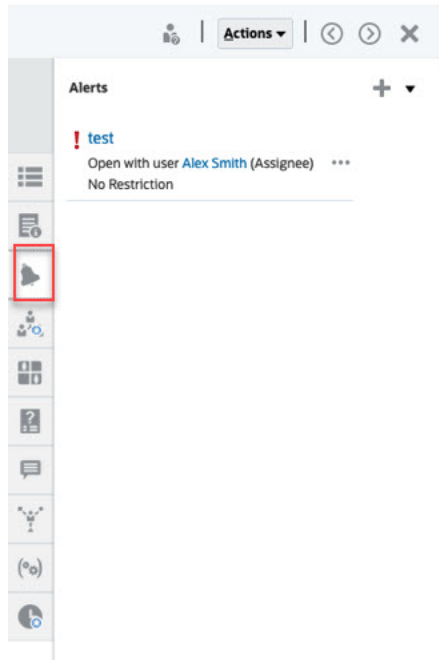 Actions
Alerts
test
Open with user Alex Smith (Assignee)
No Restriction